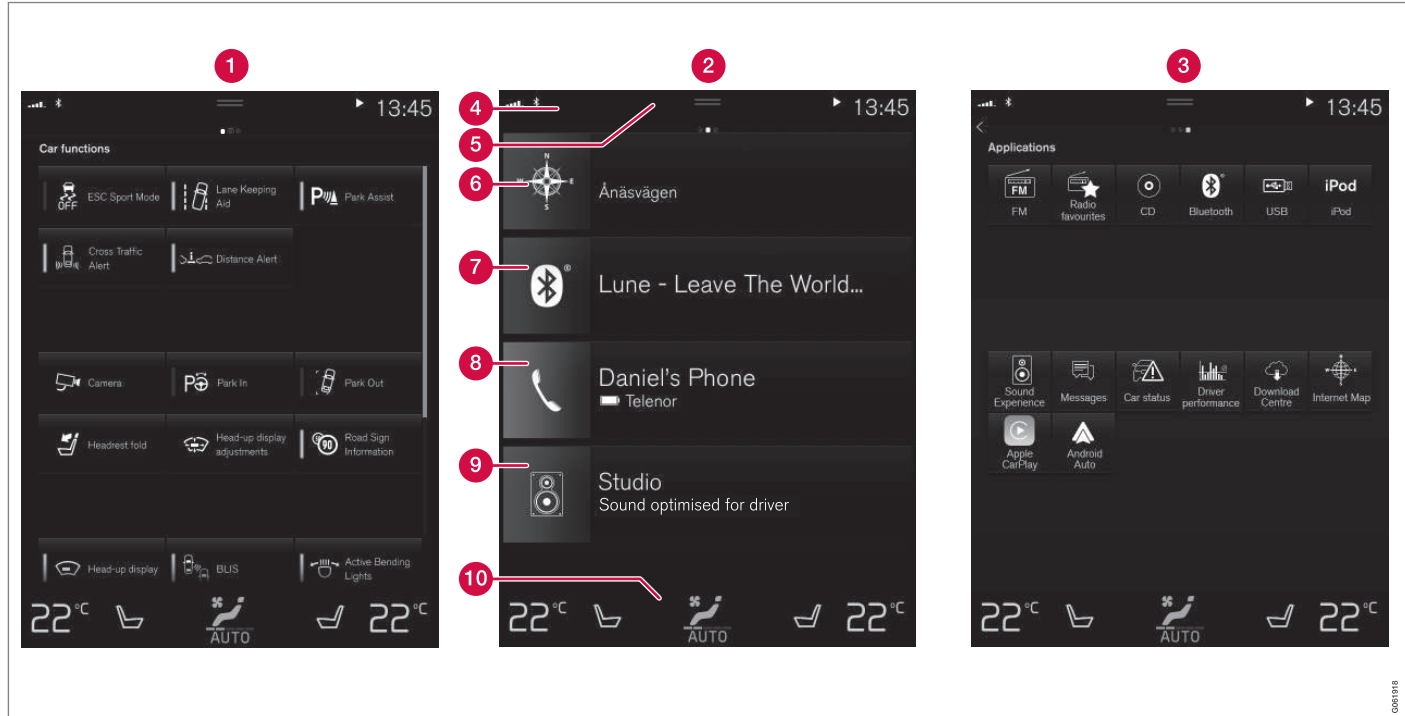 1
2
3
13:45
Car functions
OFF
ESC Sport Mode
Lane Keeping
Aid
P
Park Assist
Cross Traffic
Alert
Distance Alert
Camera
P
Park In
Park Out
Headrest fold
Head-up display
adjustments
90
Road Sign
Information
Head-up display
BLIS
Active Bending
Lights
22°C
AUTO
22°C
4
5
6
7
8
9
10
13:45
N
W
E
S
Ånäsvägen
Lune - Leave The World...
Daniel's Phone
Telenor
Studio
Sound optimised for driver
22°C
AUTO
22°C
13:45
Applications
FM
FM
Radio
favourites
CD
Bluetooth
USB
iPod
iPod
Sound
Experience
Messages
Car status
Driver
performance
Download
Centre
Internet Map
Apple
CarPlay
Android
Auto
22°C
AUTO
22°C
G061918